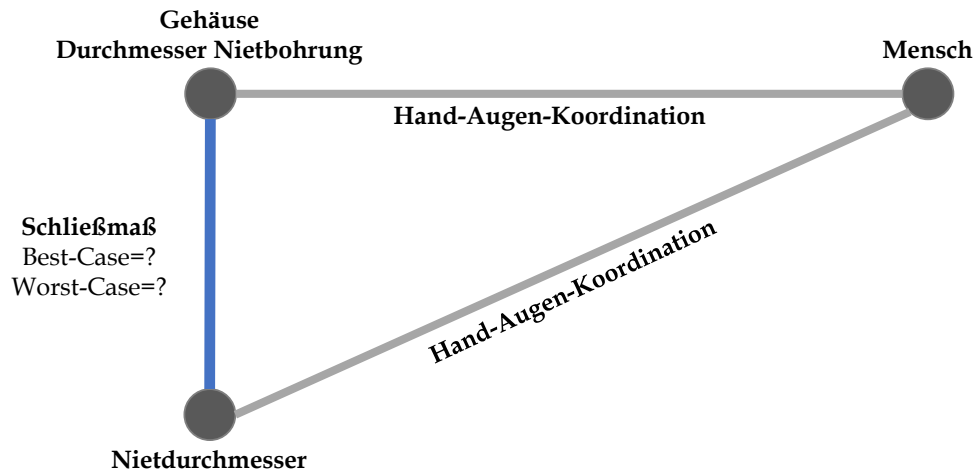 Gehäuse
Durchmesser Nietbohrung
Mensch
Hand-Augen-Koordination
Schließmaß
Best-Case=?
Worst-Case=?
Hand-Augen-Koordination
Nietdurchmesser